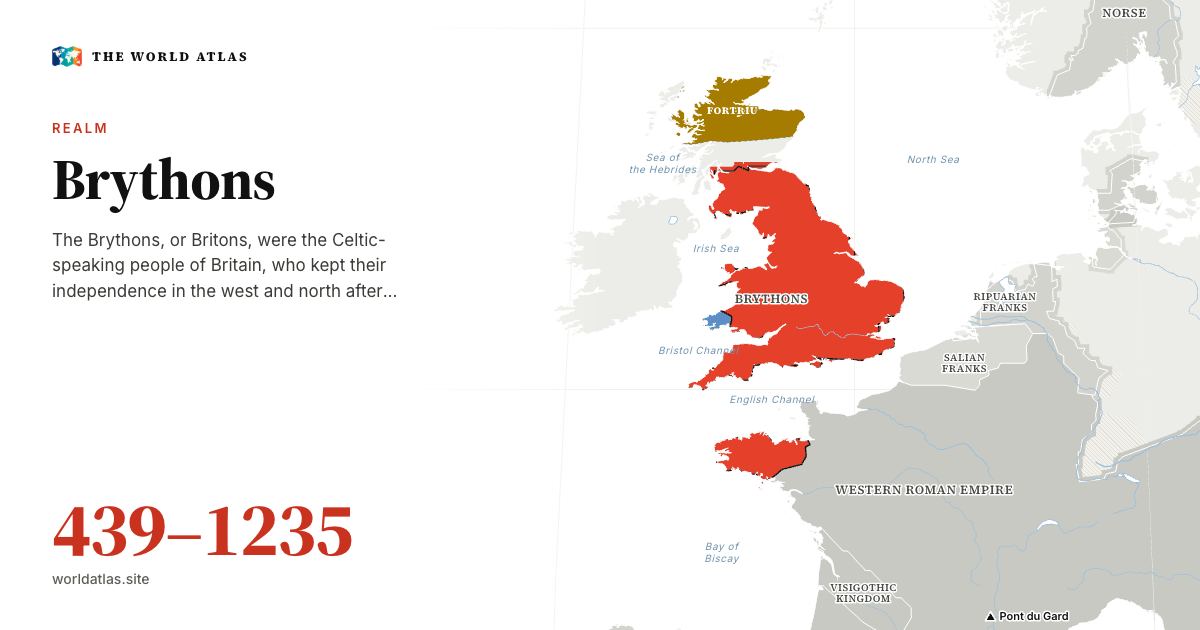 THE WORLD ATLAS
REALM
Brythons
The Brythons, or Britons, were the Celtic-
speaking people of Britain, who kept their
independence in the west and north after...
439–1235
worldatlas.site
NORSE
FORTRIU
Sea of
the Hebrides
North Sea
Irish Sea
BRYTHONS
RIPUARIAN
FRANKS
Bristol Channel
SALIAN
FRANKS
English Channel
WESTERN ROMAN EMPIRE
Bay of
Biscay
VISIGOTHIC
KINGDOM
Pont du Gard